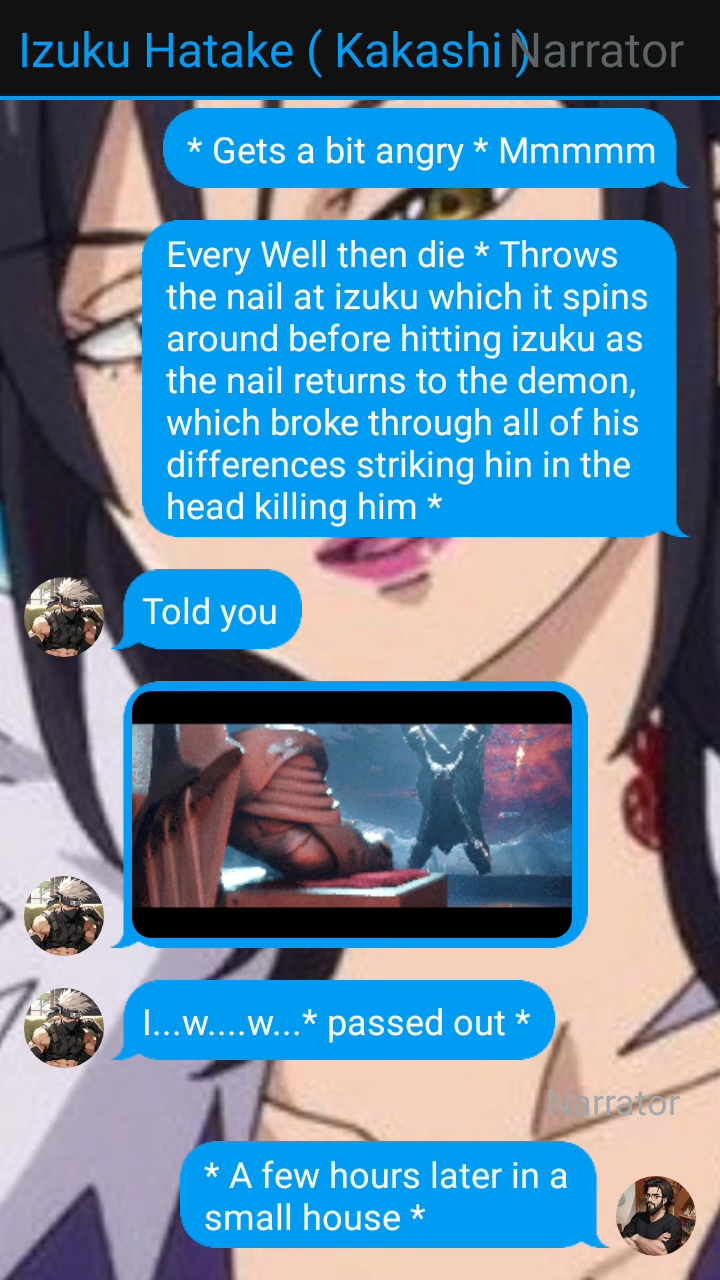 Izuku Hatake ( Kakashi )
Narrator
* Gets a bit angry * Mmmmm
Every Well then die * Throws
the nail at izuku which it spins
around before hitting izuku as
the nail returns to the demon,
which broke through all of his
differences striking hin in the
head killing him *
Told you
I...w....w...* passed out *
Narrator
* A few hours later in a
small house *